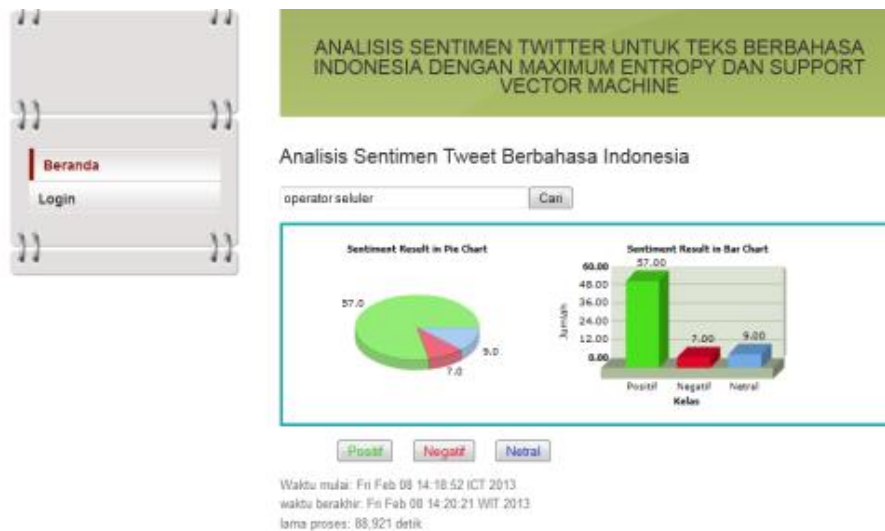 ANALISIS SENTIMEN TWITTER UNTUK TEKS BERBAHASA
INDONESIA DENGAN MAXIMUM ENTROPY DAN SUPPORT
VECTOR MACHINE
Beranda
Login
Analisis Sentimen Tweet Berbahasa Indonesia
operator seluler
Cari
Sentiment Result in Pie Chart
57.0
9.0
7.0
Sentiment Result in Bar Chart
60.00
48.00
36.00
24.00
12.00
0.00
Jumlah
57.00
7.00
9.00
Positif Negatif Netral
Kelas
Positif Negatif Netral
Waktu mulai: Fri Feb 08 14:18:52 ICT 2013
waktu berakhir: Fri Feb 08 14:20:21 WIT 2013
lama proses: 88,921 detik